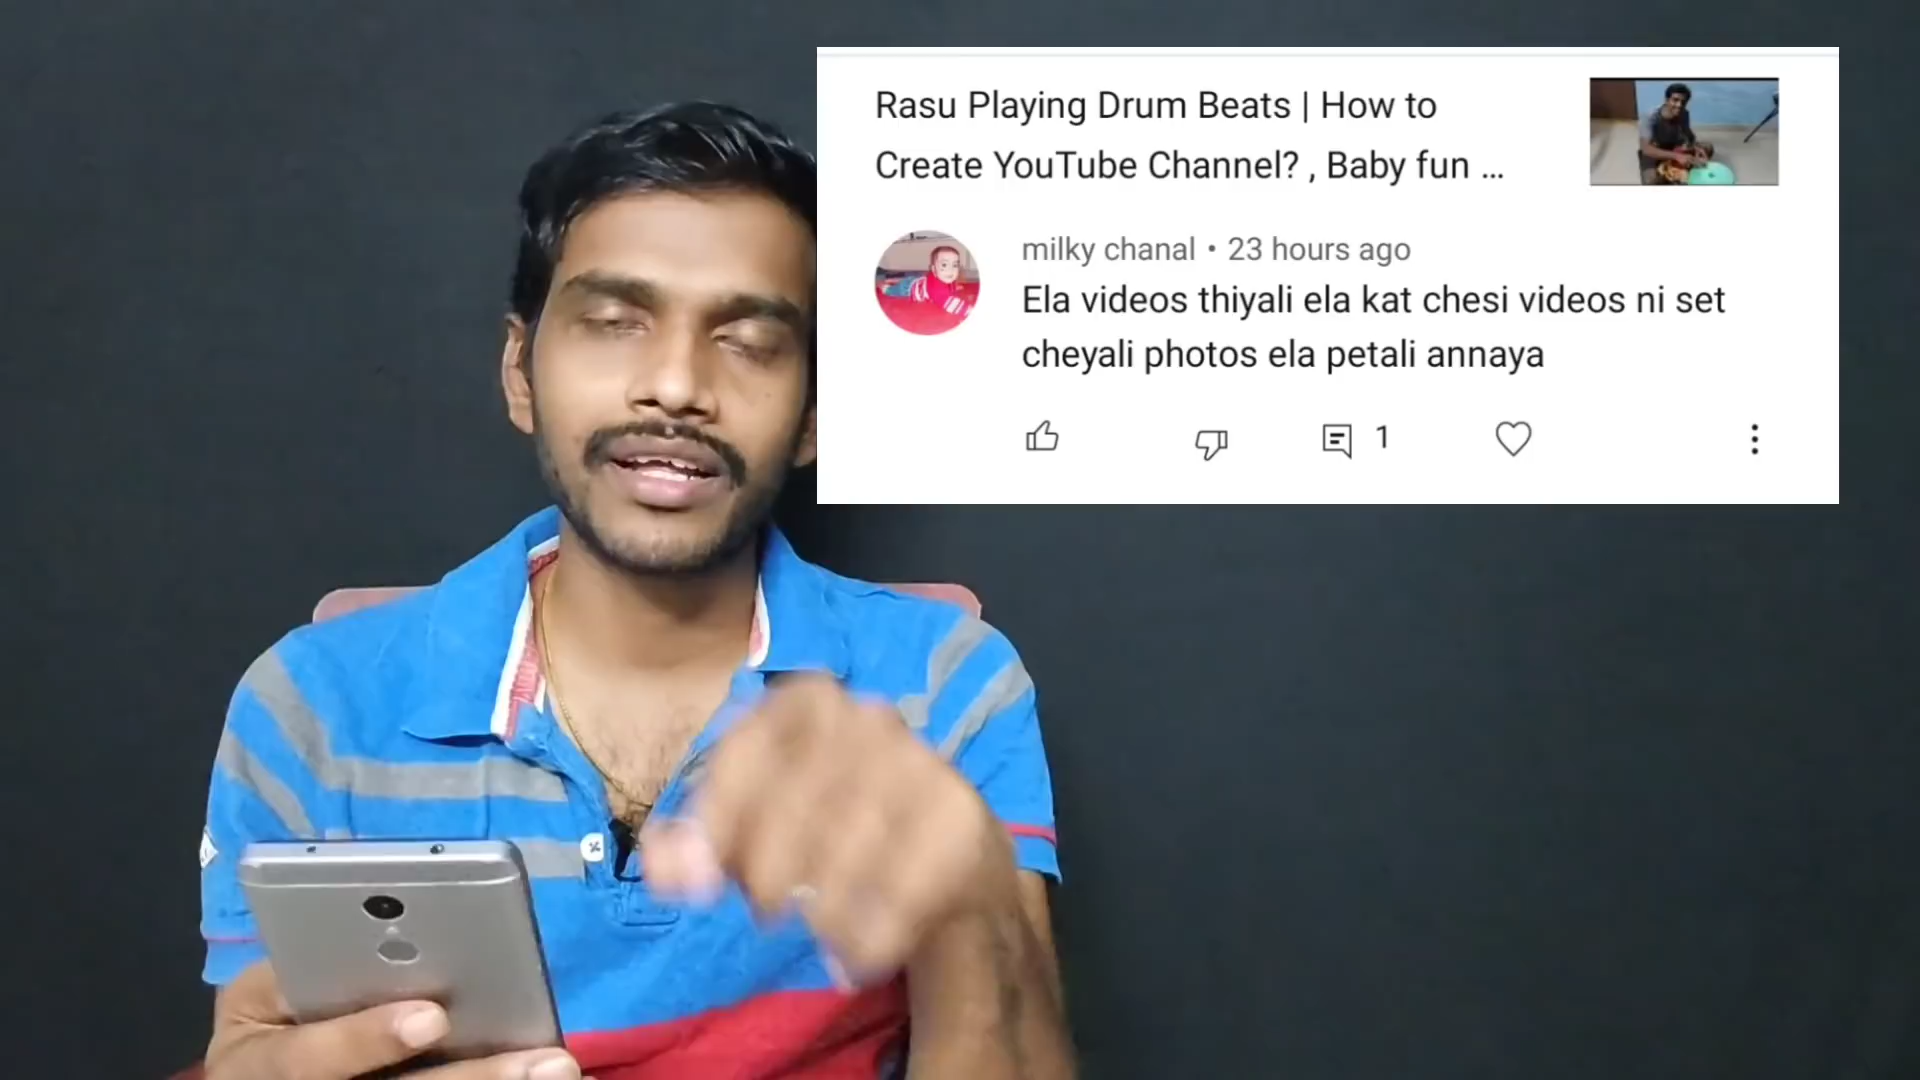 Rasu Playing Drum Beats | How to
Create YouTube Channel? , Baby fun ...
milky chanal • 23 hours ago
Ela videos thiyali ela kat chesi videos ni set
cheyali photos ela petali annaya
1